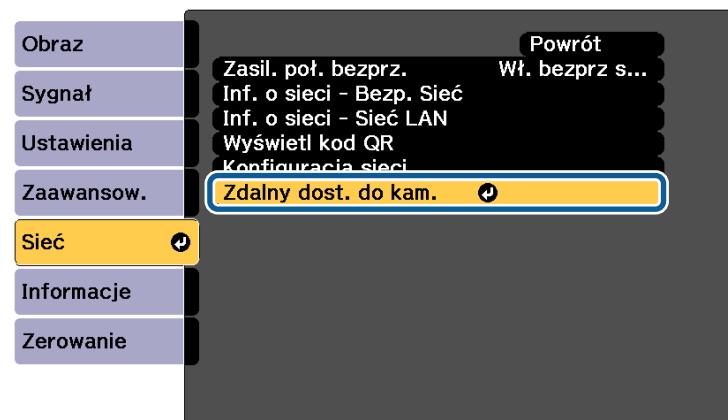 Obraz
Sygnał
Ustawienia
Zaawansow.
Sieć
Informacje
Zerowanie
Powrót
Zasil. poł. bezprz. Wł. bezprz s...
Inf. o sieci - Bezp. Sieć
Inf. o sieci - Sieć LAN
Wyświetl kod QR
Konfiguracja sieci
Zdalny dost. do kam.